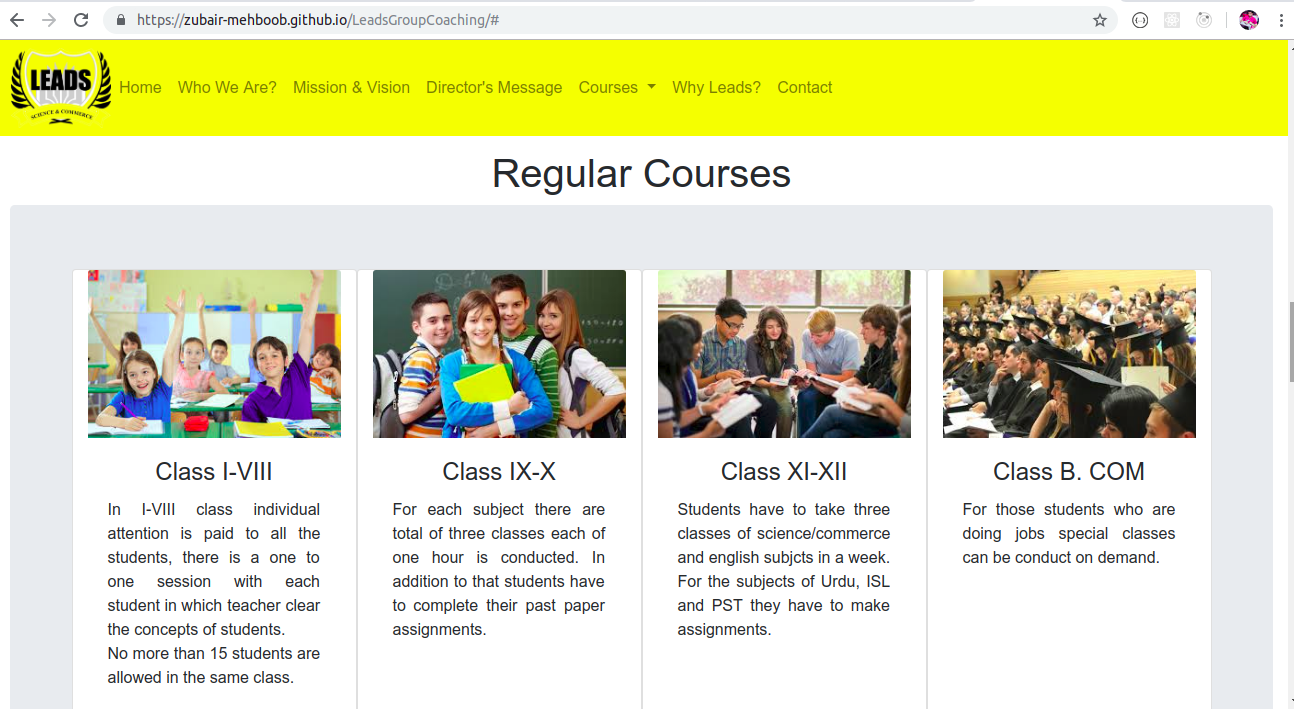 https://zubair-mehboob.github.io/LeadsGroupCoaching/#
LEADS
SCIENCE & COMMERCE
Home Who We Are? Mission & Vision Director's Message Courses Why Leads? Contact
Regular Courses
Class I-VIII
In I-VIII class individual
attention is paid to all the
students, there is a one to
one session with each
student in which teacher clear
the concepts of students.
No more than 15 students are
allowed in the same class.
Class IX-X
For each subject there are
total of three classes each of
one hour is conducted. In
addition to that students have
to complete their past paper
assignments.
Class XI-XII
Students have to take three
classes of science/commerce
and english subjcts in a week.
For the subjects of Urdu, ISL
and PST they have to make
assignments.
Class B. COM
For those students who are
doing jobs special classes
can be conduct on demand.